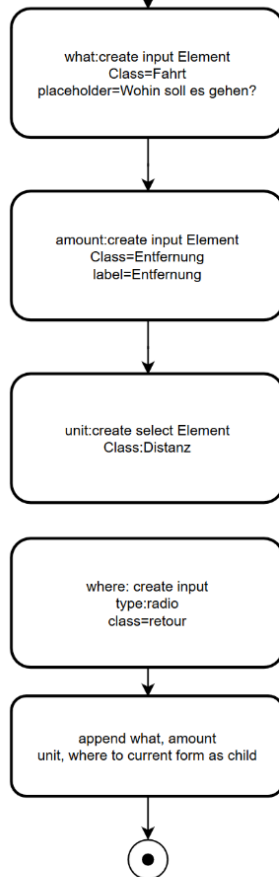 what:create input Element
Class=Fahrt
placeholder=Wohin soll es gehen?
amount:create input Element
Class=Entfernung
label=Entfernung
unit:create select Element
Class:Distanz
where: create input
type:radio
class=retour
append what, amount
unit, where to current form as child